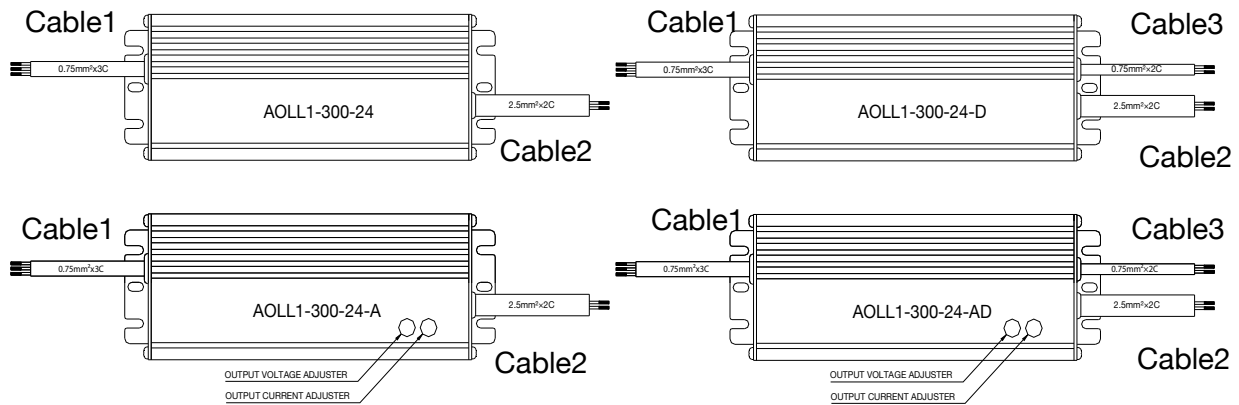 Cable1
0.75mm²x3C
AOLL1-300-24
2.5mm²×2C
Cable2
Cable1
Cable3
0.75mm²x3C
0.75mm²×2C
AOLL1-300-24-D
2.5mm²×2C
Cable2
Cable1
0.75mm²x3C
AOLL1-300-24-A
2.5mm²×2C
Cable2
OUTPUT VOLTAGE ADJUSTER
OUTPUT CURRENT ADJUSTER
Cable1
Cable3
0.75mm²x3C
0.75mm²×2C
AOLL1-300-24-AD
2.5mm²×2C
Cable2
OUTPUT VOLTAGE ADJUSTER
OUTPUT CURRENT ADJUSTER